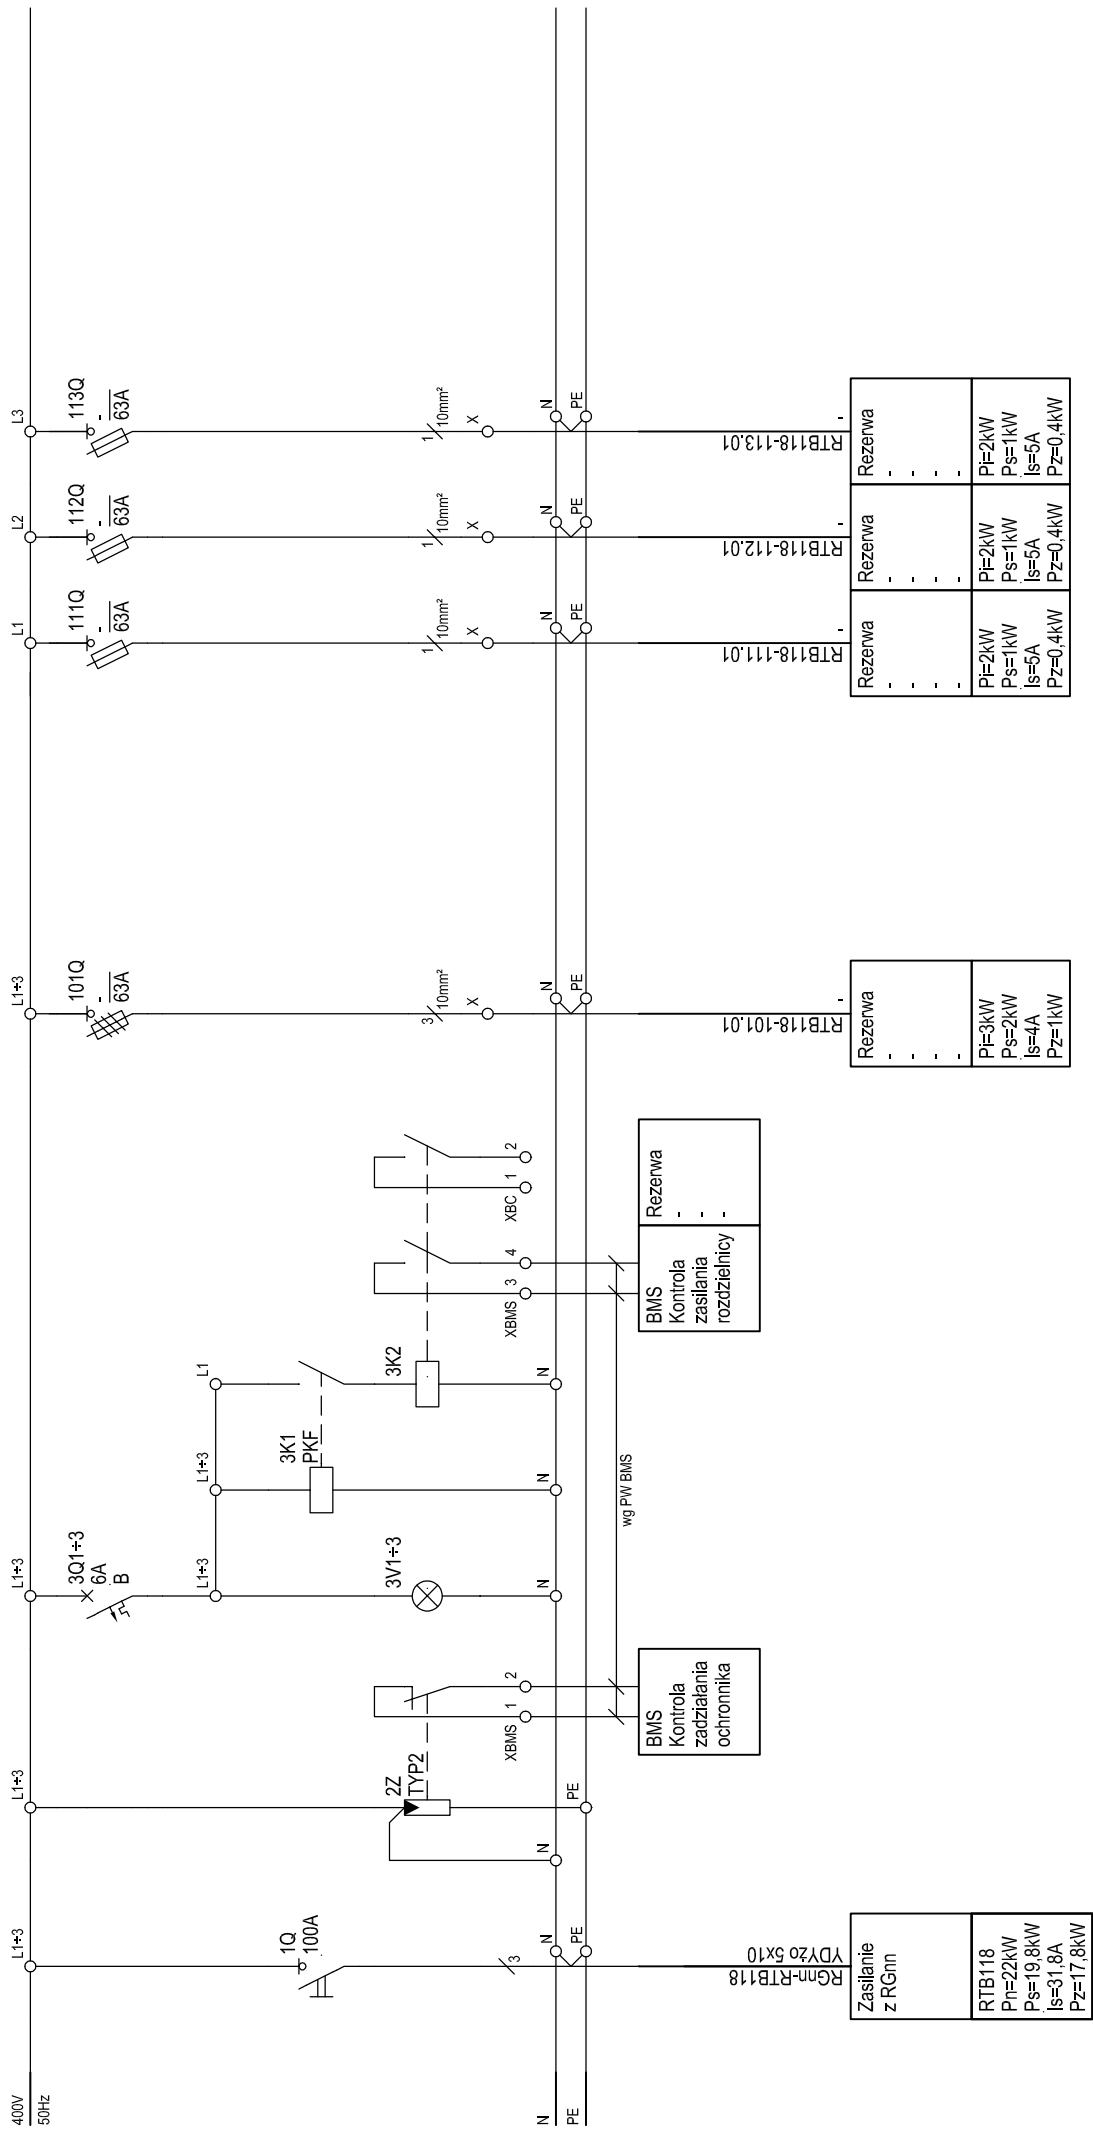 400V
50Hz
N
PE
L1÷3
1Q
100A
3
N
PE
RGnn-RTB118
YDYżo 5x10
Zasilanie
z RGnn
RTB118
Pn=22kW
Ps=19,8kW
Is=31,8A
Pz=17,8kW
L1÷3
2Z
TYP2
N
PE
XBMS
1
2
BMS
Kontrola
zadziałania
ochronnika
L1÷3
3Q1÷3
6A
B
L1÷3
3V1÷3
N
L1÷3
3K1
PKF
N
wg PW BMS
L1
3K2
N
XBMS
3
4
BMS
Kontrola
zasilania
rozdzielnicy
XBC
1
2
Rezerwa
-
-
-
L1÷3
101Q
-
63A
3
10mm²
X
N
PE
RTB118-101.01
-
Rezerwa
-
-
-
-
Pi=3kW
Ps=2kW
Is=4A
Pz=1kW
L1
111Q
-
63A
1
10mm²
X
N
PE
RTB118-111.01
-
Rezerwa
-
-
-
-
Pi=2kW
Ps=1kW
Is=5A
Pz=0,4kW
L2
112Q
-
63A
1
10mm²
X
N
PE
RTB118-112.01
-
Rezerwa
-
-
-
-
Pi=2kW
Ps=1kW
Is=5A
Pz=0,4kW
L3
113Q
-
63A
1
10mm²
X
N
PE
RTB118-113.01
-
Rezerwa
-
-
-
-
Pi=2kW
Ps=1kW
Is=5A
Pz=0,4kW